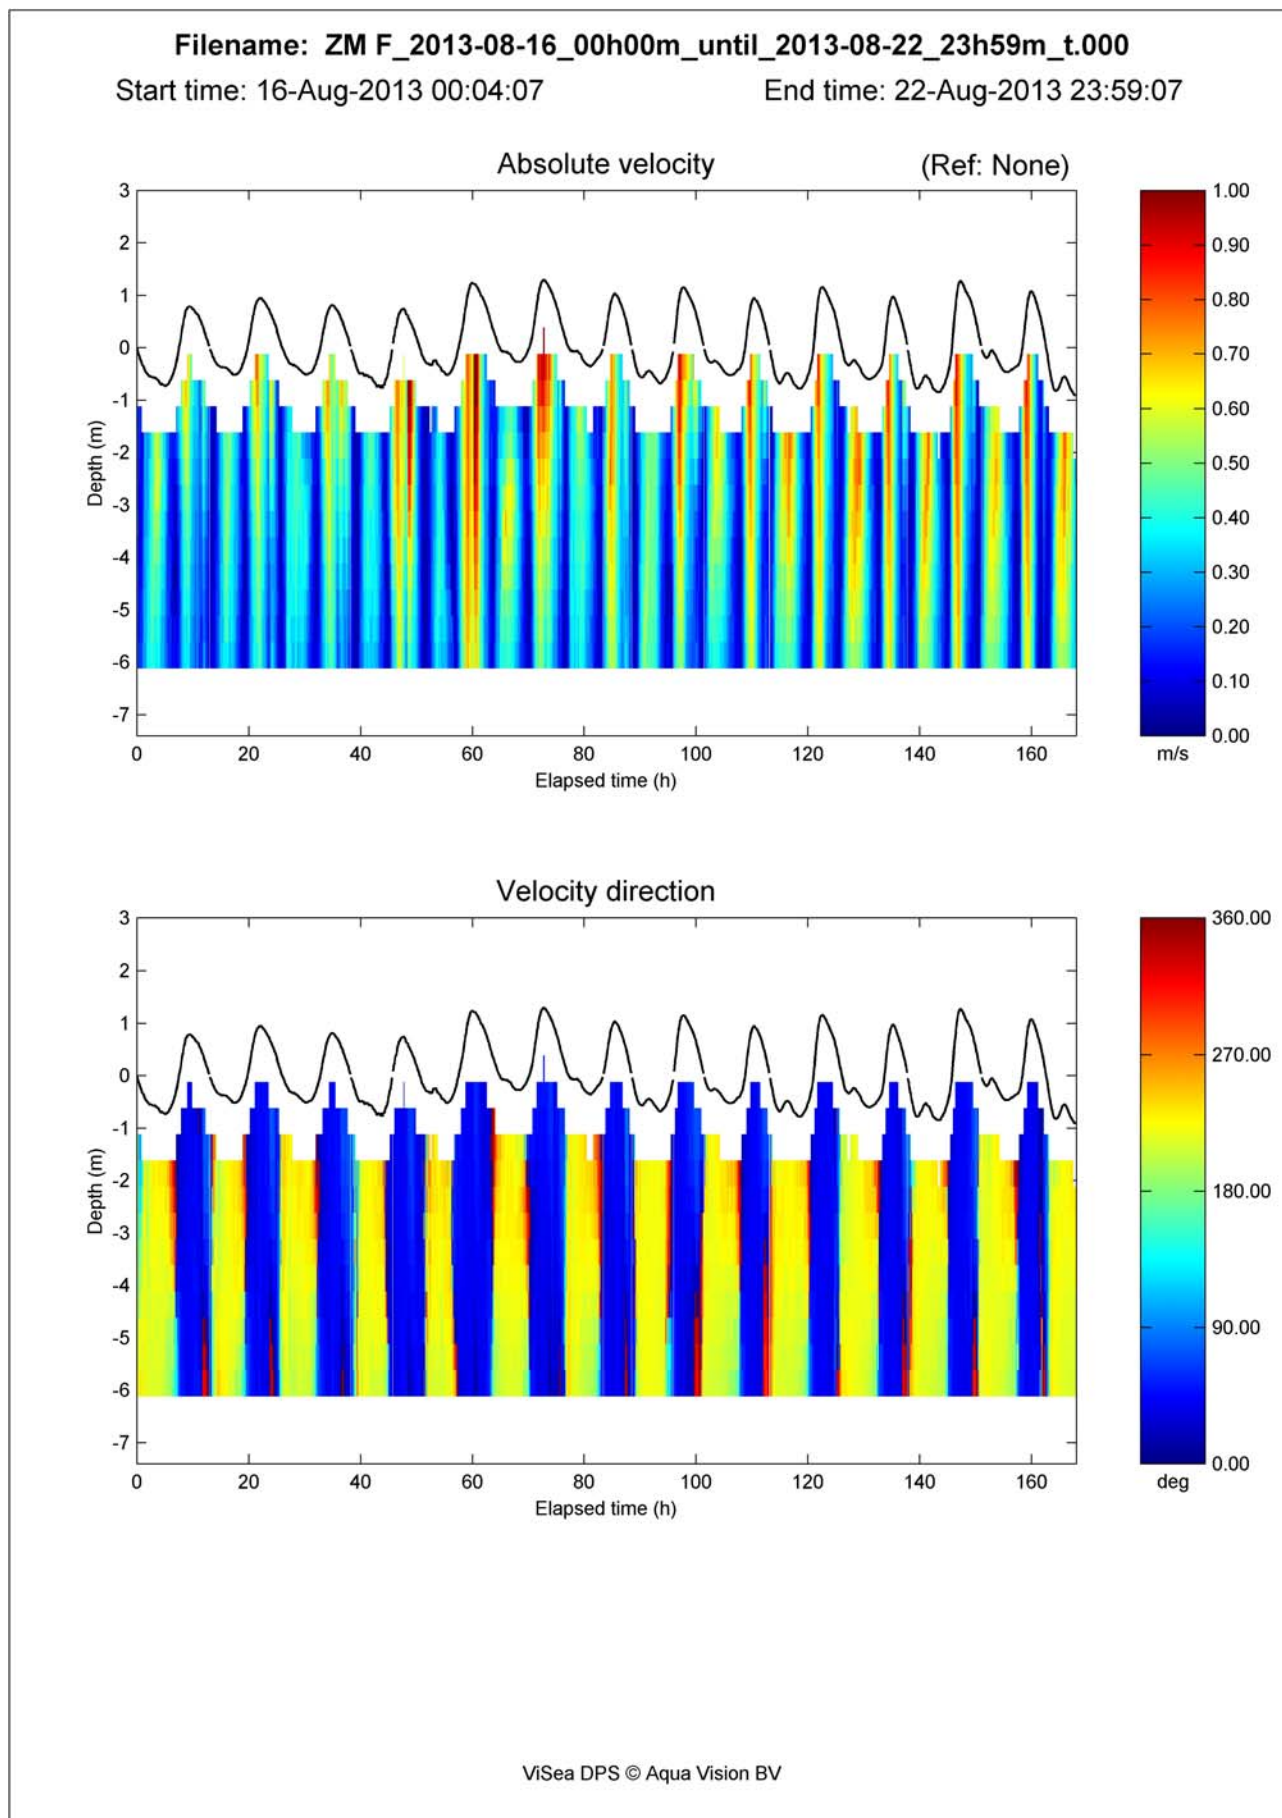 Filename: ZM F_2013-08-16_00h00m_until_2013-08-22_23h59m_t.000
Start time: 16-Aug-2013 00:04:07 End time: 22-Aug-2013 23:59:07
Absolute velocity (Ref: None)
3
2
1
0
-1
-2
-3
-4
-5
-6
-7
Depth (m)
0 20 40 60 80 100 120 140 160
Elapsed time (h)
1.00
0.90
0.80
0.70
0.60
0.50
0.40
0.30
0.20
0.10
0.00
m/s
Velocity direction
3
2
1
0
-1
-2
-3
-4
-5
-6
-7
Depth (m)
0 20 40 60 80 100 120 140 160
Elapsed time (h)
360.00
270.00
180.00
90.00
0.00
deg
ViSea DPS © Aqua Vision BV